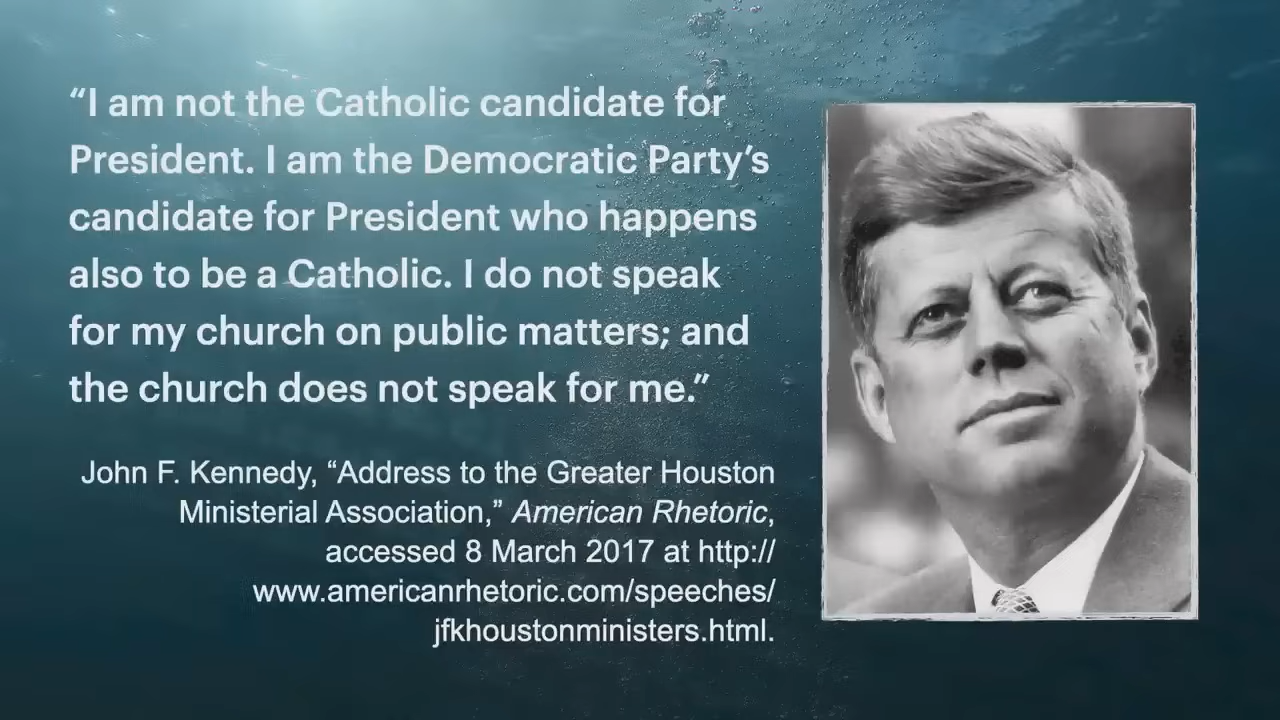 “I am not the Catholic candidate for
President. I am the Democratic Party’s
candidate for President who happens
also to be a Catholic. I do not speak
for my church on public matters; and
the church does not speak for me.”
John F. Kennedy, “Address to the Greater Houston
Ministerial Association,” American Rhetoric,
accessed 8 March 2017 at http://
www.americanrhetoric.com/speeches/
jfkhoustonministers.html.